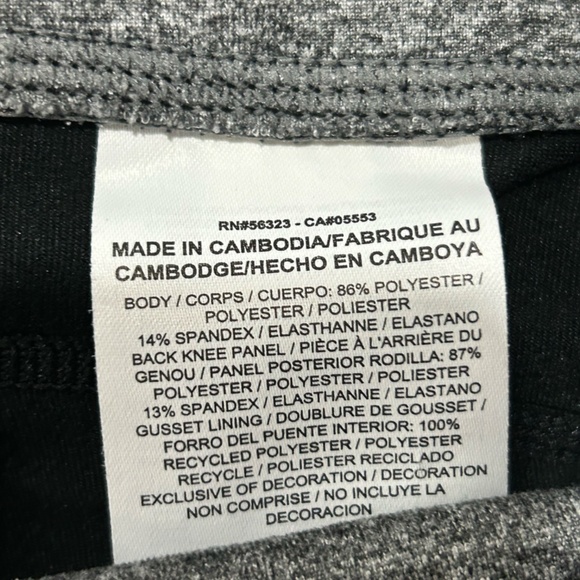 RN#56323 - CA#05553
MADE IN CAMBODIA/FABRIQUE AU
CAMBODGE/HECHO EN CAMBOYA
BODY / CORPS / CUERPO: 86% POLYESTER /
POLYESTER / POLIESTER
14% SPANDEX / ELASTHANNE / ELASTANO
BACK KNEE PANEL / PIÈCE À L'ARRIÈRE DU
GENOU / PANEL POSTERIOR RODILLA: 87%
POLYESTER / POLYESTER / POLIESTER
13% SPANDEX / ELASTHANNE / ELASTANO
GUSSET LINING / DOUBLURE DE GOUSSET /
FORRO DEL PUENTE INTERIOR: 100%
RECYCLED POLYESTER / POLYESTER
RECYCLE / POLIESTER RECICLADO
EXCLUSIVE OF DECORATION / DECORATION
NON COMPRISE / NO INCLUYE LA
DECORACION